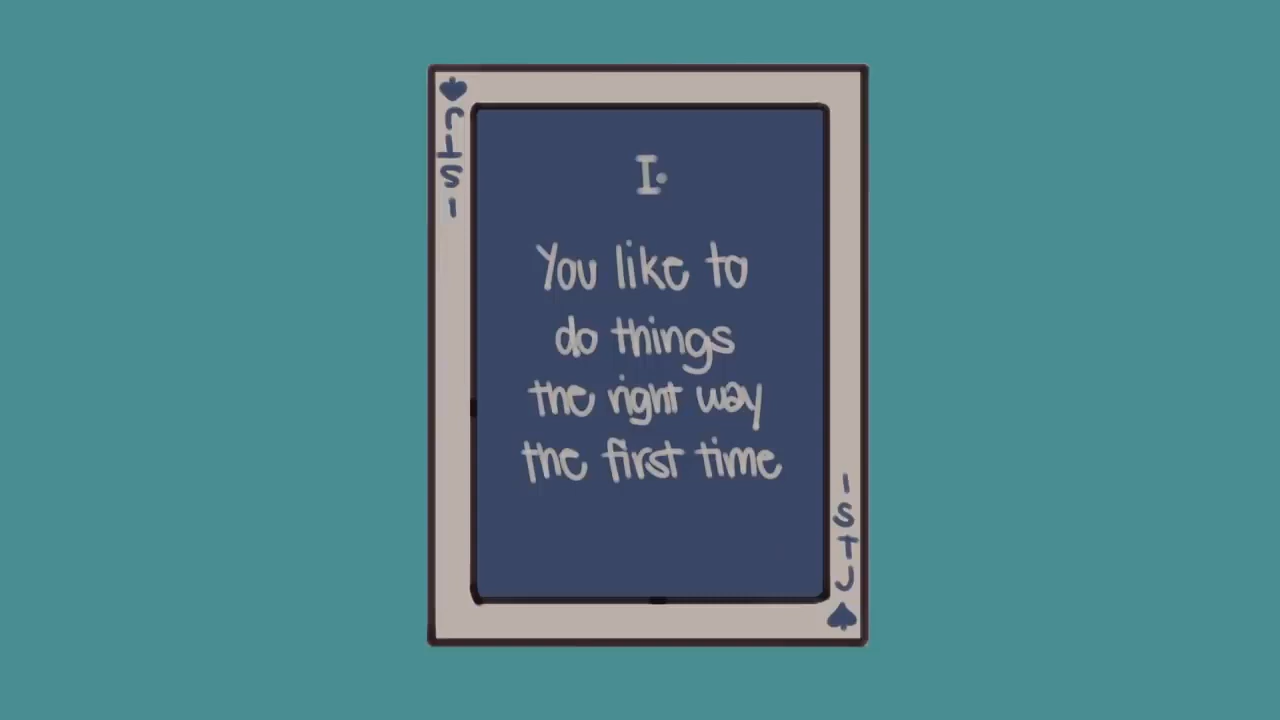 ISTJ
I.
You like to
do things
the right way
the first time
ISTJ